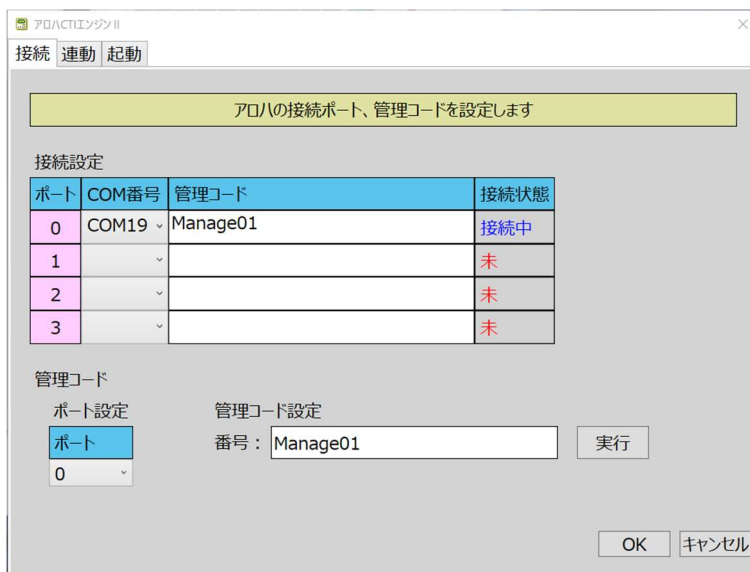 アロハCTIエンジンⅡ
接続 連動 起動
アロハの接続ポート、管理コードを設定します
接続設定
ポート COM番号 管理コード 接続状態
0 COM19 Manage01 接続中
1 未
2 未
3 未
管理コード
ポート設定 管理コード設定
ポート 番号： Manage01 実行
0
OK キャンセル